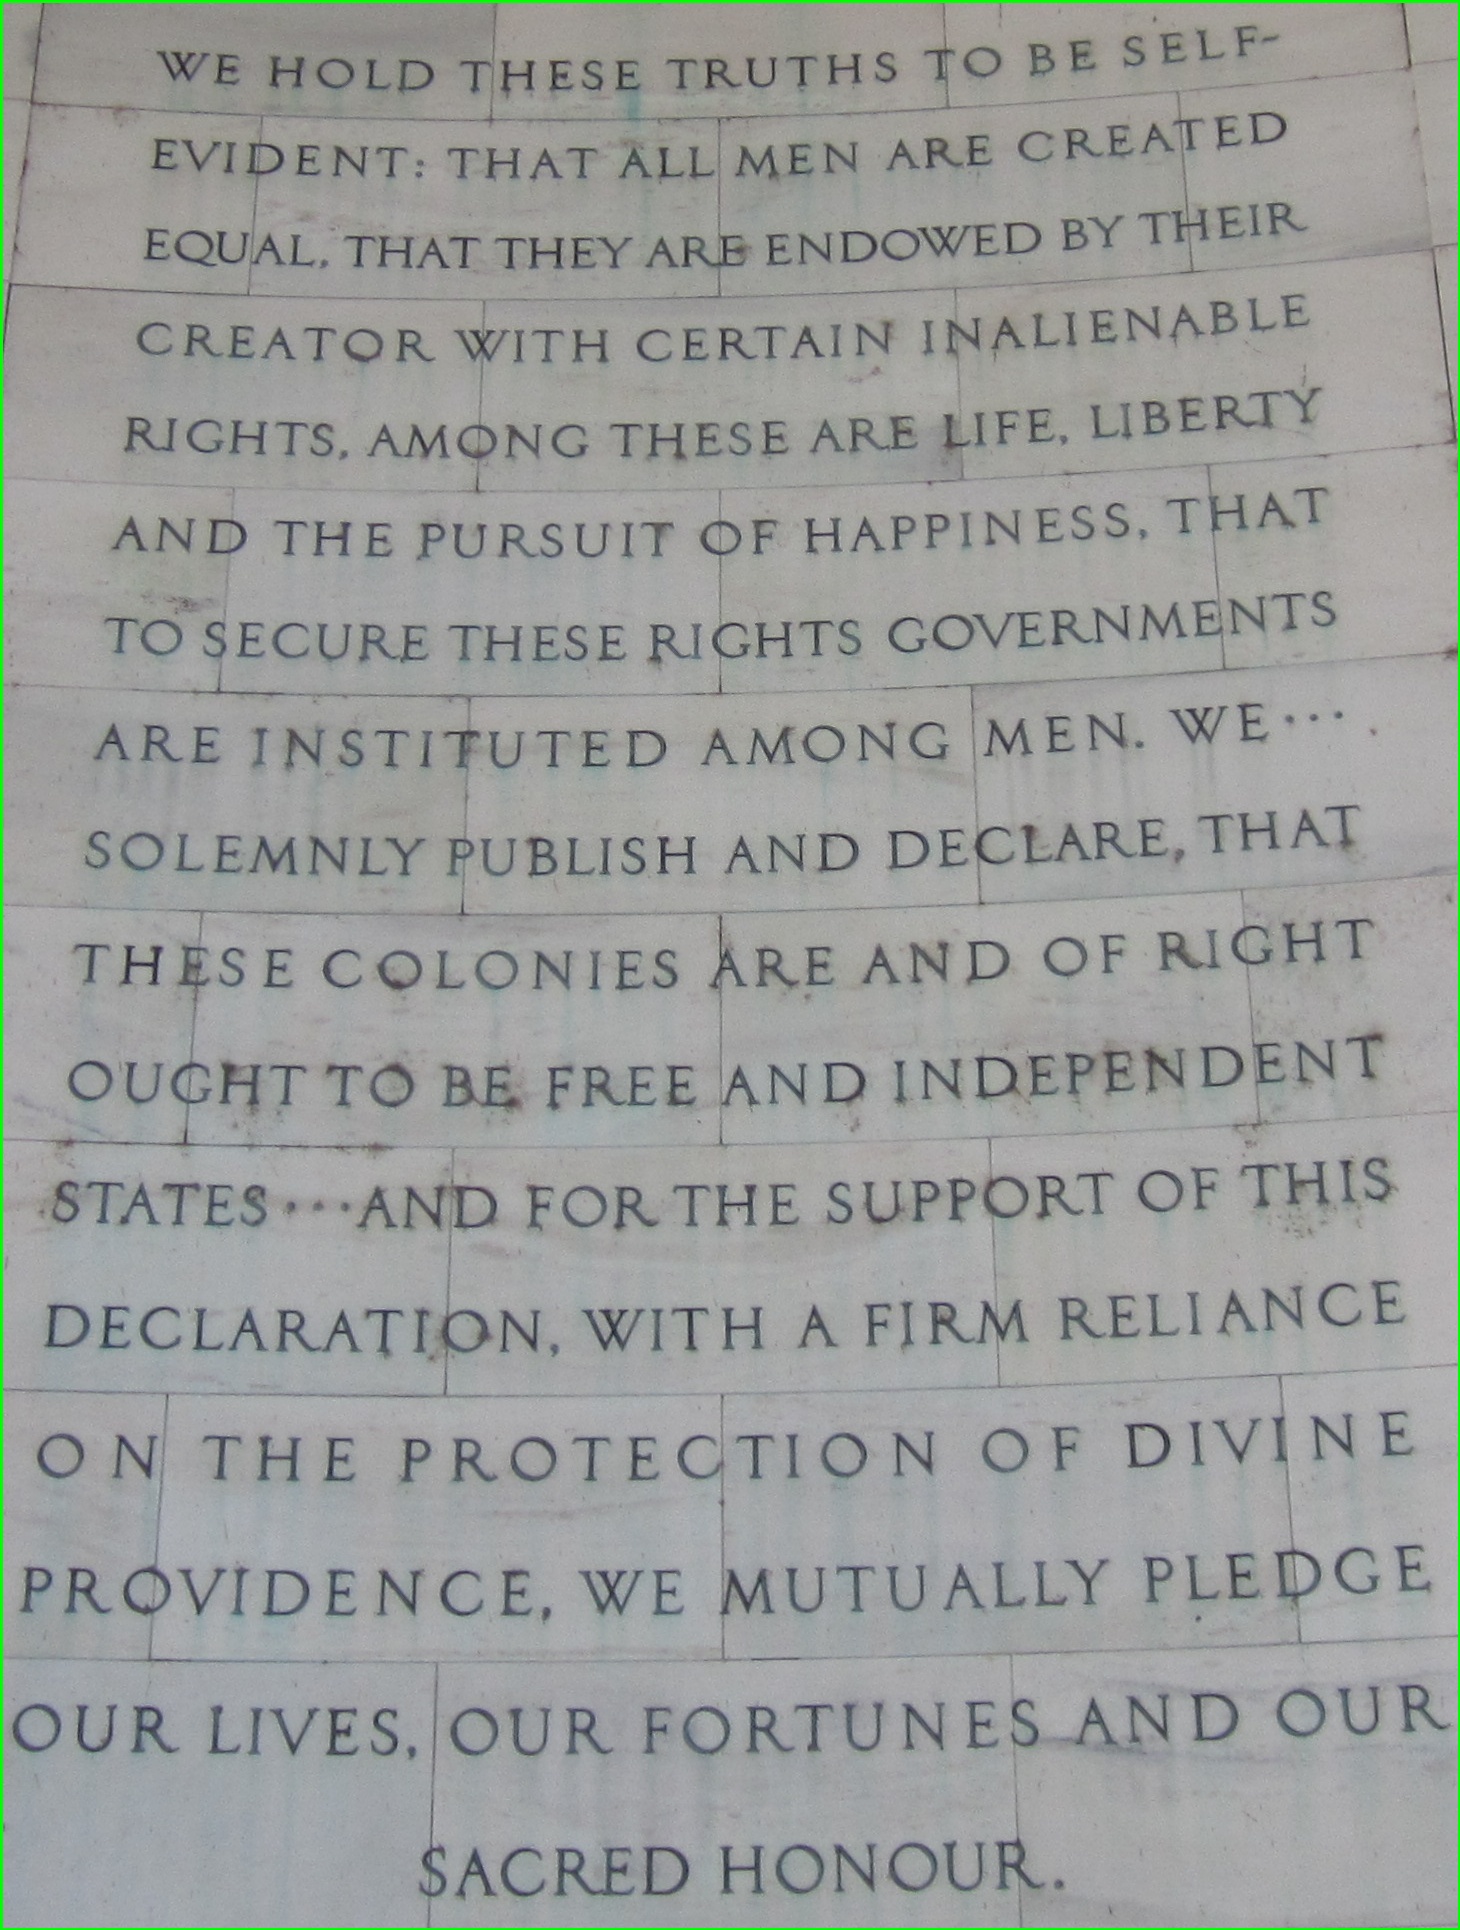 WE HOLD THESE TRUTHS TO BE SELF-
EVIDENT: THAT ALL MEN ARE CREATED
EQUAL, THAT THEY ARE ENDOWED BY THEIR
CREATOR WITH CERTAIN INALIENABLE
RIGHTS, AMONG THESE ARE LIFE, LIBERTY
AND THE PURSUIT OF HAPPINESS, THAT
TO SECURE THESE RIGHTS GOVERNMENTS
ARE INSTITUTED AMONG MEN. WE···
SOLEMNLY PUBLISH AND DECLARE, THAT
THESE COLONIES ARE AND OF RIGHT
OUGHT TO BE FREE AND INDEPENDENT
STATES···AND FOR THE SUPPORT OF THIS
DECLARATION, WITH A FIRM RELIANCE
ON THE PROTECTION OF DIVINE
PROVIDENCE, WE MUTUALLY PLEDGE
OUR LIVES, OUR FORTUNES AND OUR
SACRED HONOUR.